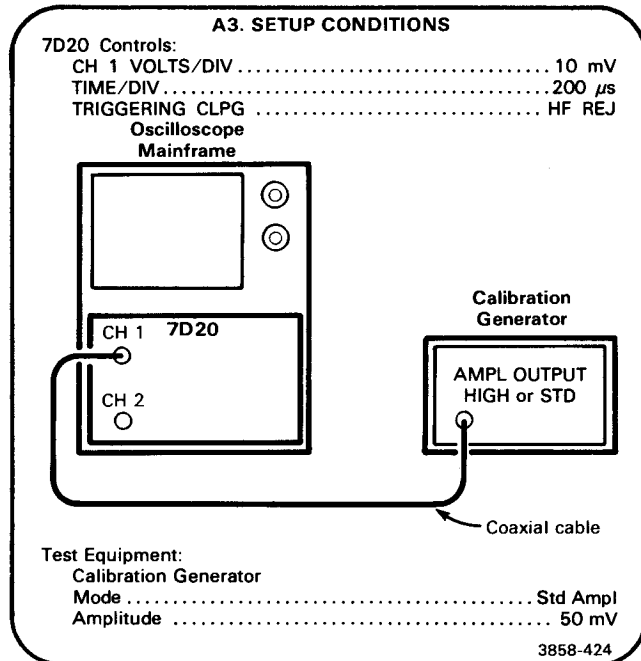 A3. SETUP CONDITIONS
7D20 Controls:
CH 1 VOLTS/DIV .................................... 10 mV
TIME/DIV ............................................. 200 µs
TRIGGERING CLPG ............................... HF REJ
Oscilloscope
Mainframe
CH 1 7D20
CH 2
Calibration
Generator
AMPL OUTPUT
HIGH or STD
Coaxial cable
Test Equipment:
Calibration Generator
Mode ............................................. Std Ampl
Amplitude ........................................... 50 mV
3858-424